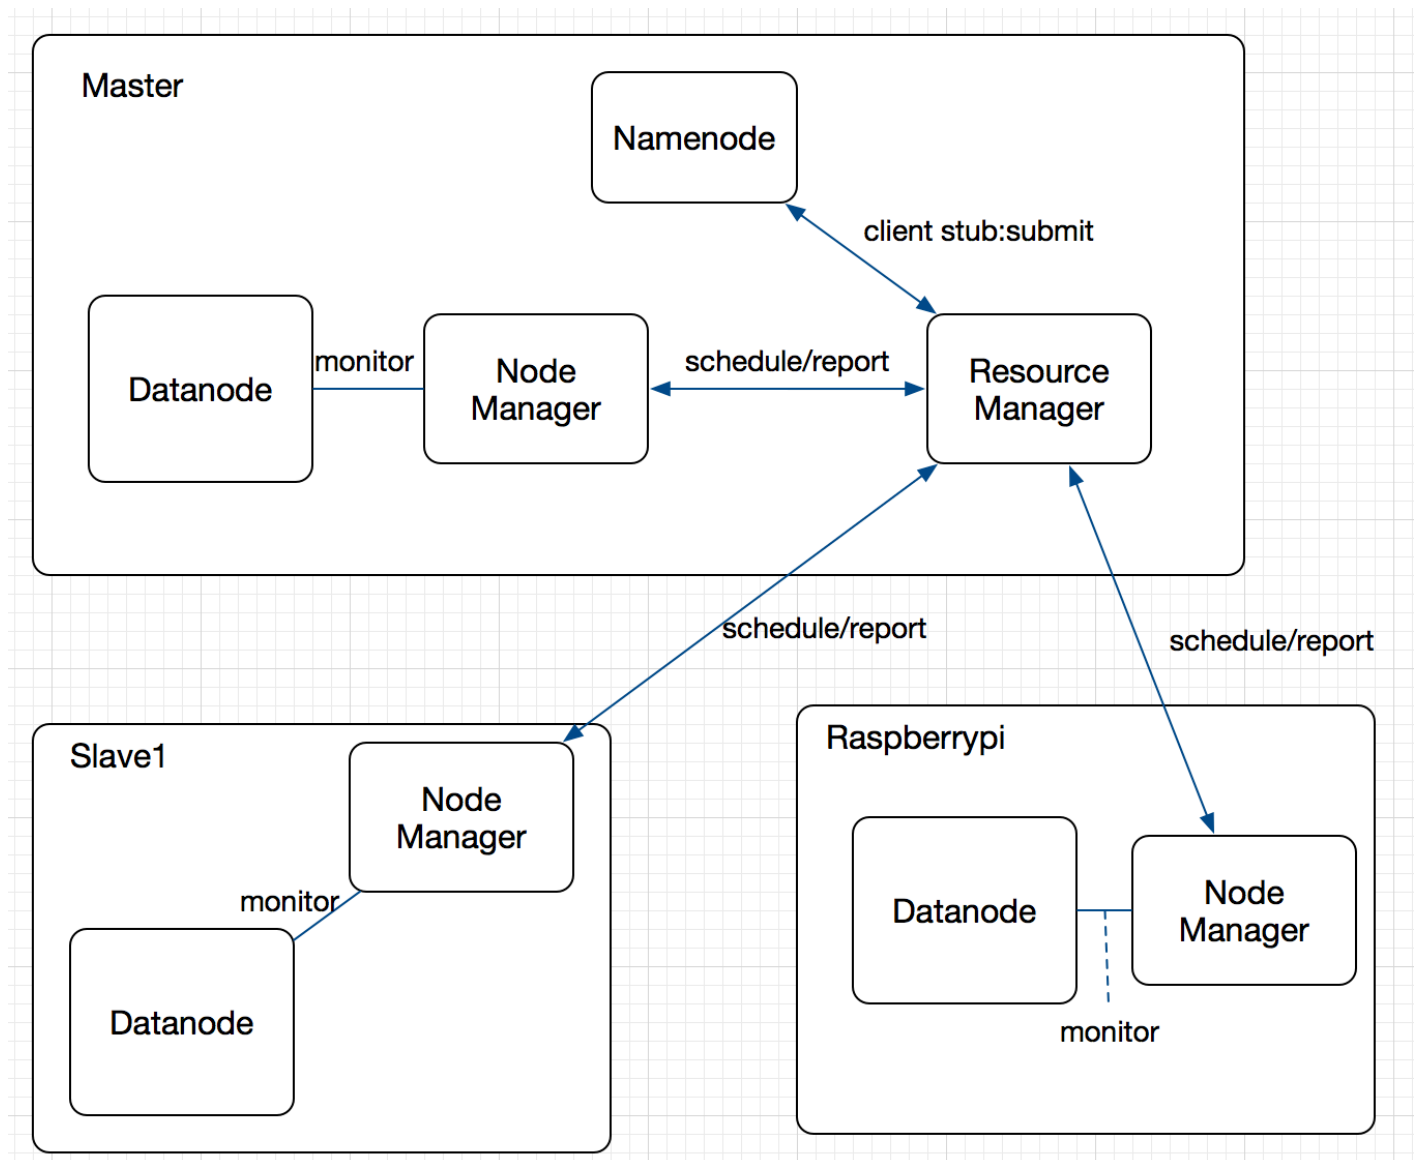 Master
Namenode
client stub:submit
Datanode
monitor
Node
Manager
schedule/report
Resource
Manager
schedule/report
schedule/report
Slave1
Node
Manager
monitor
Datanode
Raspberrypi
Datanode
Node
Manager
monitor